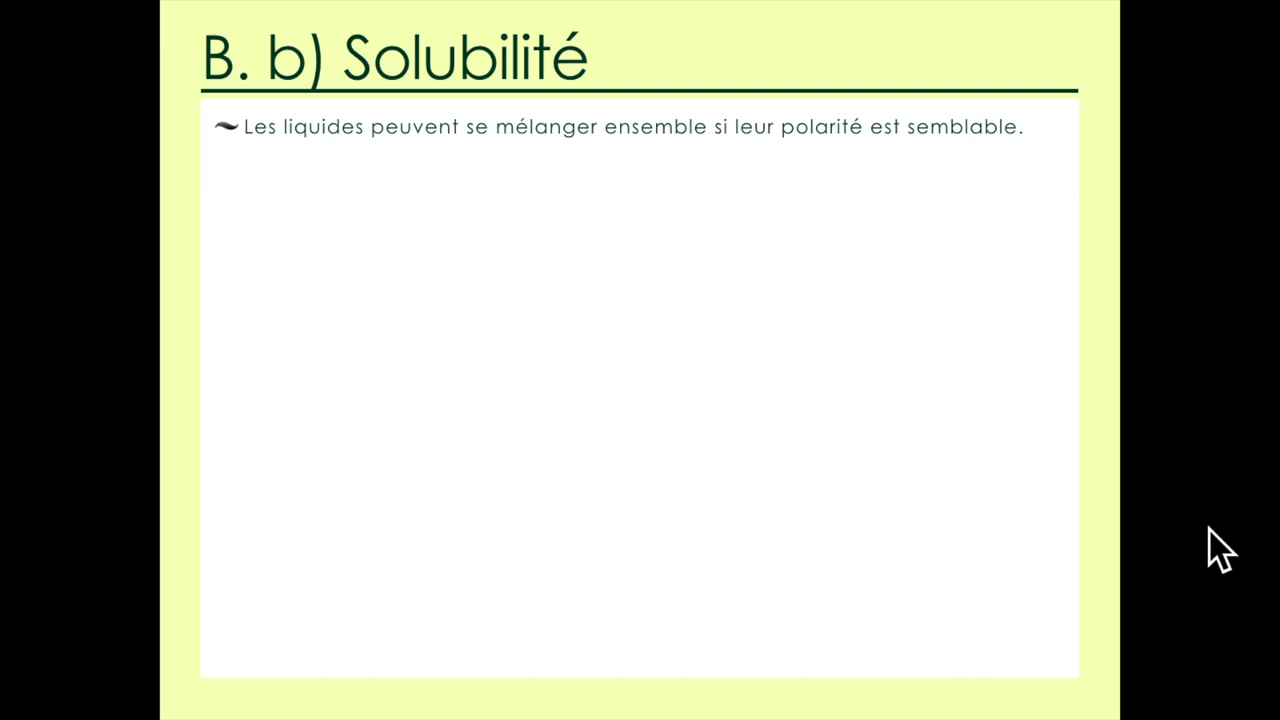 B. b) Solubilité
Les liquides peuvent se mélanger ensemble si leur polarité est semblable.